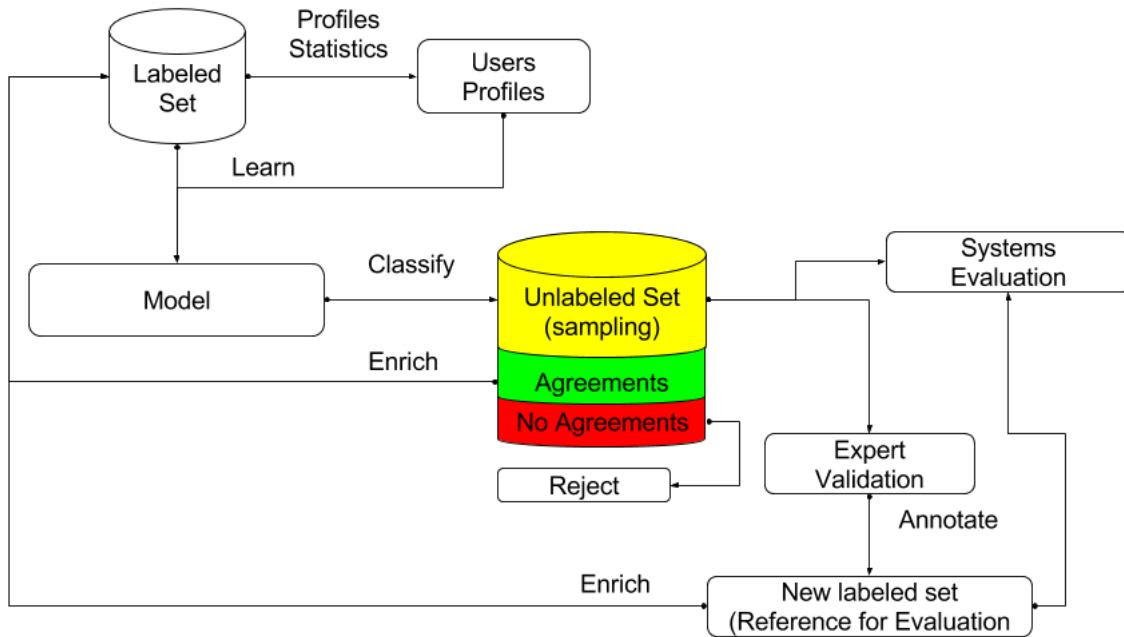 Profiles
Statistics
Labeled
Set
Users
Profiles
Learn
Systems
Evaluation
Classify
Model
Unlabeled Set
(sampling)
Enrich
Agreements
No Agreements
Expert
Validation
Reject
Annotate
Enrich
New labeled set
(Reference for Evaluation